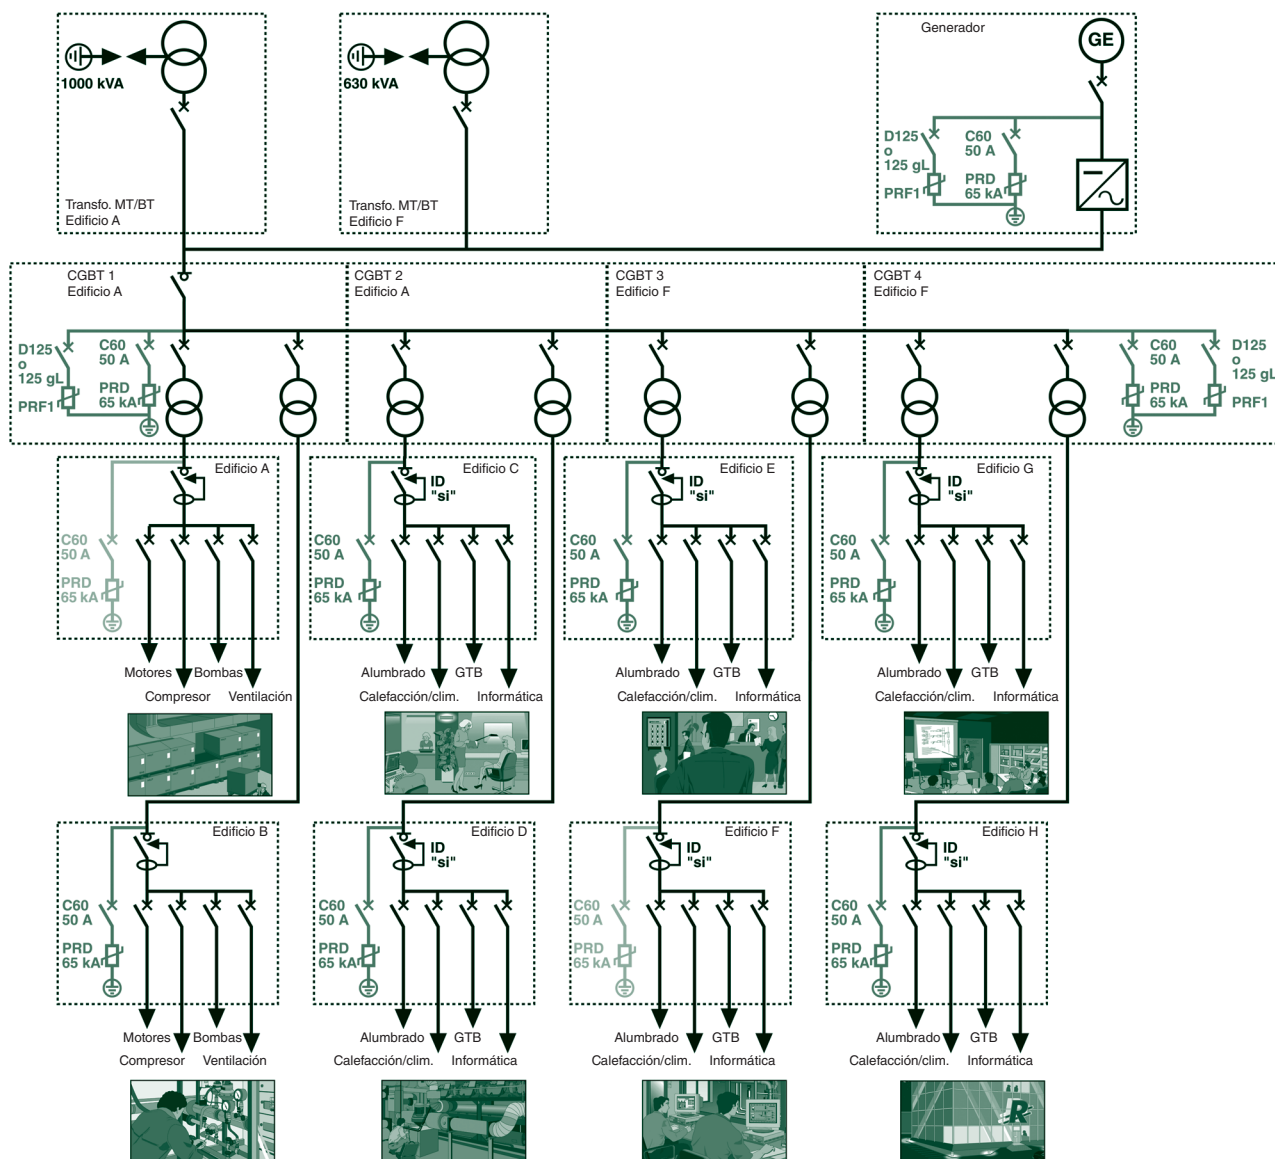 GE
Generador
1000 kVA
630 kVA
D125
o
125 gL
PRF1
C60
50 A
PRD
65 kA
Transfo. MT/BT
Edificio A
Transfo. MT/BT
Edificio F
CGBT 1
Edificio A
CGBT 2
Edificio A
CGBT 3
Edificio F
CGBT 4
Edificio F
D125
o
125 gL
PRF1
C60
50 A
PRD
65 kA
C60
50 A
PRD
65 kA
D125
o
125 gL
PRF1
Edificio A
C60
50 A
PRD
65 kA
Motores
Bombas
Compresor
Ventilación
Edificio C
ID
"si"
C60
50 A
PRD
65 kA
Alumbrado
GTB
Calefacción/clim.
Informática
Edificio E
ID
"si"
C60
50 A
PRD
65 kA
Alumbrado
GTB
Calefacción/clim.
Informática
Edificio G
ID
"si"
C60
50 A
PRD
65 kA
Alumbrado
GTB
Calefacción/clim.
Informática
Edificio B
C60
50 A
PRD
65 kA
Motores
Bombas
Compresor
Ventilación
Edificio D
ID
"si"
C60
50 A
PRD
65 kA
Alumbrado
GTB
Calefacción/clim.
Informática
Edificio F
ID
"si"
C60
50 A
PRD
65 kA
Alumbrado
GTB
Calefacción/clim.
Informática
Edificio H
ID
"si"
C60
50 A
PRD
65 kA
Alumbrado
GTB
Calefacción/clim.
Informática
R